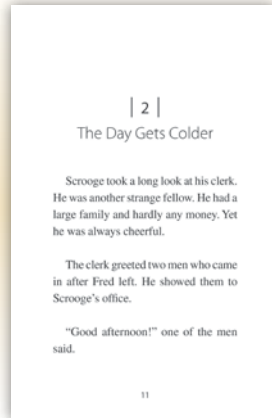 | 2 |
The Day Gets Colder
Scrooge took a long look at his clerk.
He was another strange fellow. He had a
large family and hardly any money. Yet
he was always cheerful.
The clerk greeted two men who came
in after Fred left. He showed them to
Scrooge's office.
“Good afternoon!” one of the men
said.
11